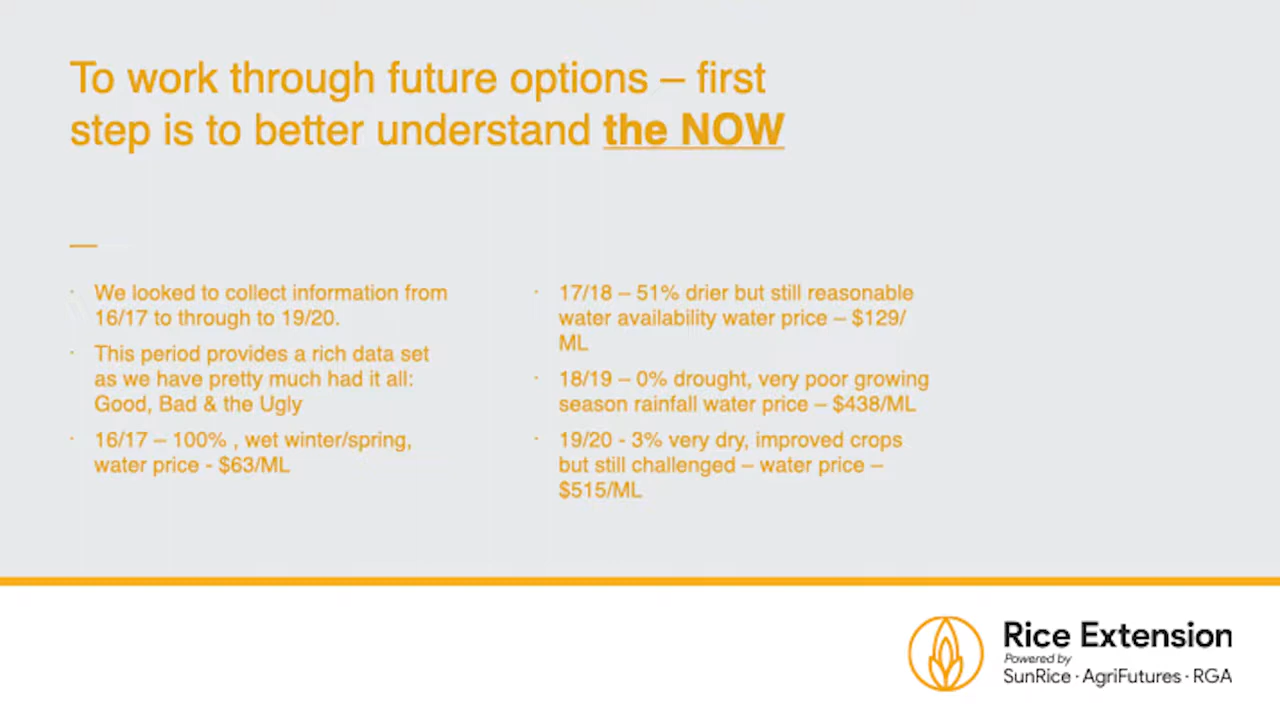 To work through future options – first
step is to better understand the NOW
· We looked to collect information from
16/17 to through to 19/20.
· This period provides a rich data set
as we have pretty much had it all:
Good, Bad & the Ugly
· 16/17 – 100% , wet winter/spring,
water price - $63/ML
· 17/18 – 51% drier but still reasonable
water availability water price – $129/
ML
· 18/19 – 0% drought, very poor growing
season rainfall water price – $438/ML
· 19/20 - 3% very dry, improved crops
but still challenged – water price –
$515/ML
Rice Extension
Powered by
SunRice · AgriFutures · RGA